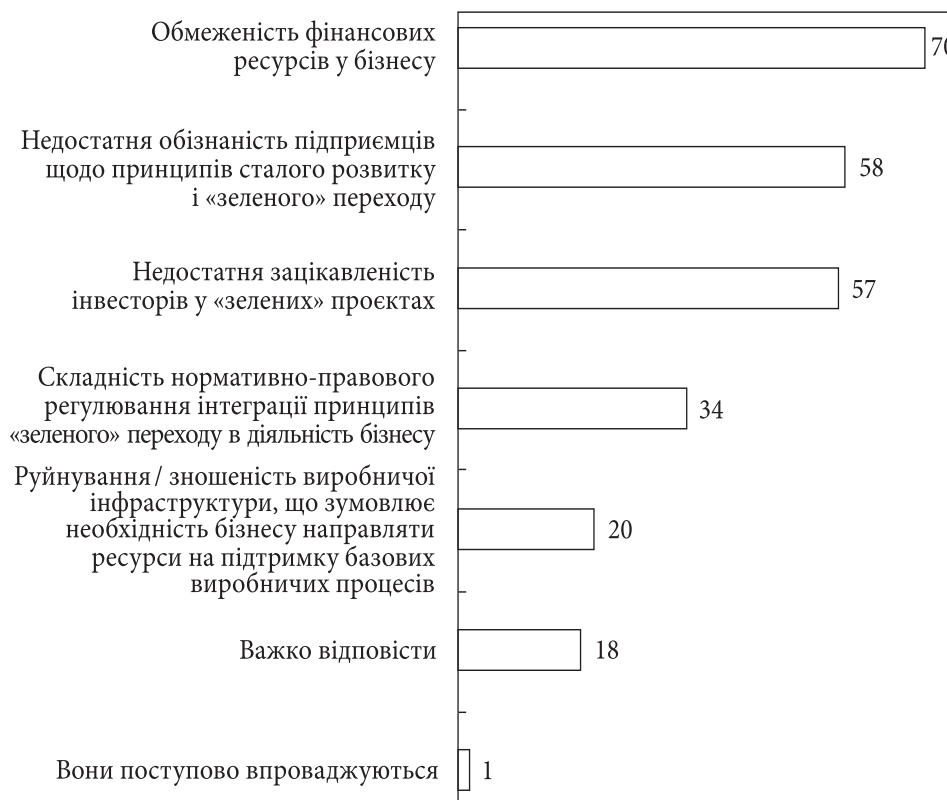 Обмеженість фінансових
ресурсів у бізнесу
70
Недостатня обізнаність підприємців
щодо принципів сталого розвитку
і «зеленого» переходу
58
Недостатня зацікавленість
інвесторів у «зелених» проєктах
57
Складність нормативно-правового
регулювання інтеграції принципів
«зеленого» переходу в діяльність бізнесу
34
Руйнування / зношеність виробничої
інфраструктури, що зумовлює
необхідність бізнесу направляти
ресурси на підтримку базових
виробничих процесів
20
Важко відповісти
18
Вони поступово впроваджуються
1